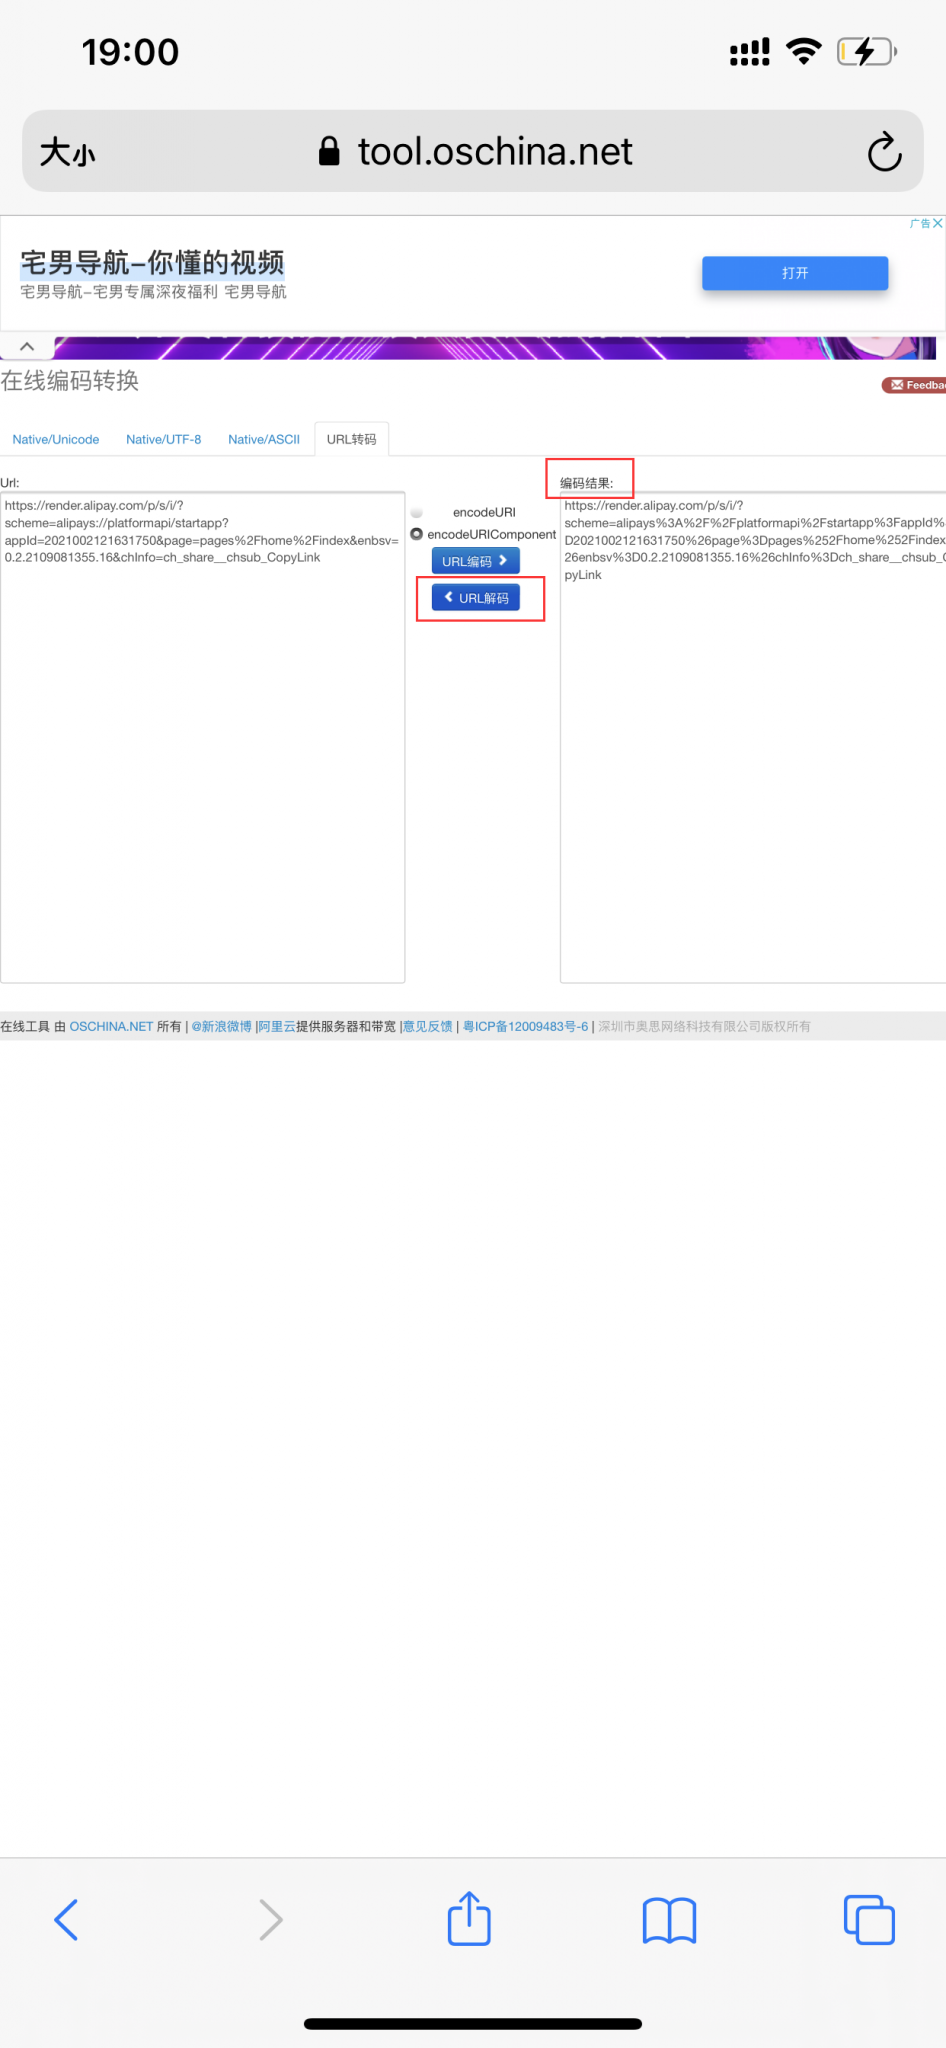 19:00
大小
tool.oschina.net
广告
宅男导航-你懂的视频
宅男导航-宅男专属深夜福利 宅男导航
打开
在线编码转换
Feedba
Native/Unicode
Native/UTF-8
Native/ASCII
URL转码
Url:
https://render.alipay.com/p/s/i/?
scheme=alipays://platformapi/startapp?
appId=2021002121631750&page=pages%2Fhome%2Findex&enbsv=
0.2.2109081355.16&chInfo=ch_share__chsub_CopyLink
encodeURI
encodeURIComponent
URL编码
URL解码
编码结果:
https://render.alipay.com/p/s/i/?
scheme=alipays%3A%2F%2Fplatformapi%2Fstartapp%3FappId%
D2021002121631750%26page%3Dpages%252Fhome%252Findex
26enbsv%3D0.2.2109081355.16%26chInfo%3Dch_share__chsub_C
pyLink
在线工具 由 OSCHINA.NET 所有 | @新浪微博 |阿里云提供服务器和带宽 |意见反馈 | 粤ICP备12009483号-6 | 深圳市奥思网络科技有限公司版权所有